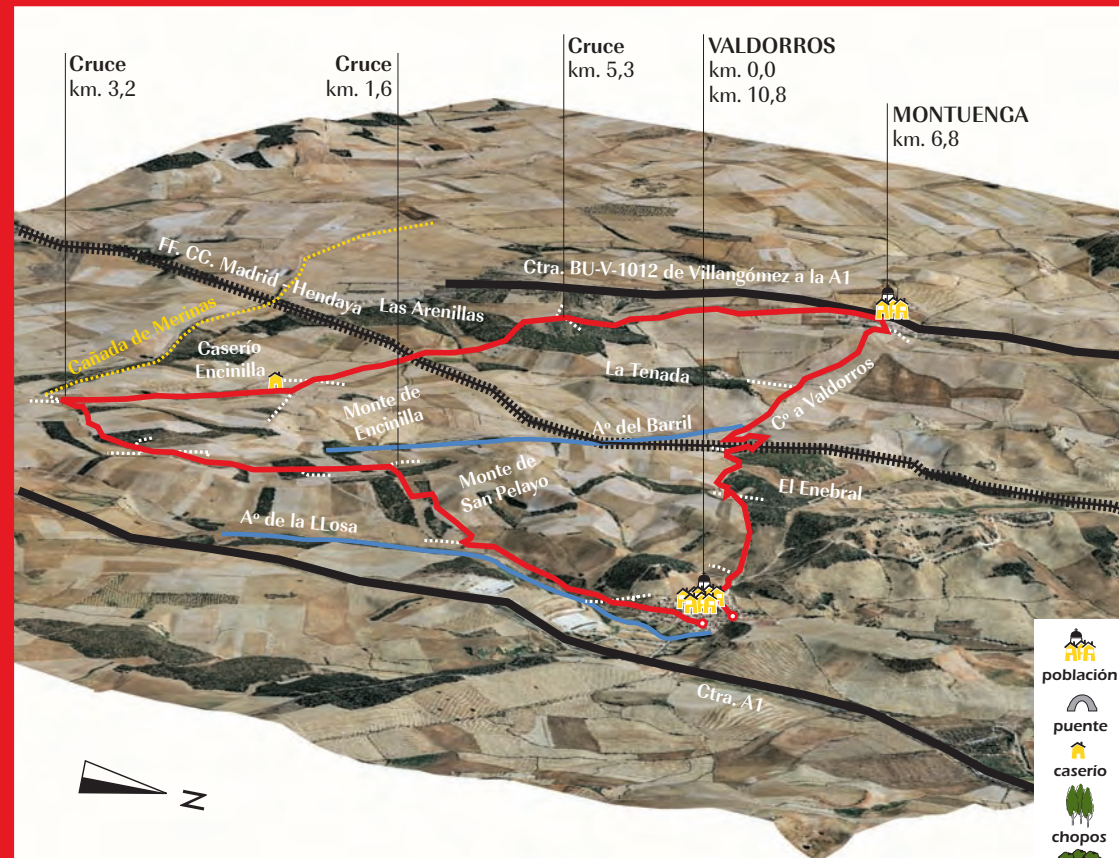 Cruce
km. 3,2
Cruce
km. 1,6
Cruce
km. 5,3
VALDORROS
km. 0,0
km. 10,8
MONTUENGA
km. 6,8
FF. CC. Madrid - Hendaya
Ctra. BU-V-1012 de Villangómez a la A1
Cañada de Merinas
Las Arenillas
Caserío
Encinilla
La Tenada
Monte de
Encinilla
Cº a Valdorros
Aº del Barril
Monte de
San Pelayo
El Enebral
Aº de la LLosa
Ctra. A1
N
población
puente
caserío
chopos